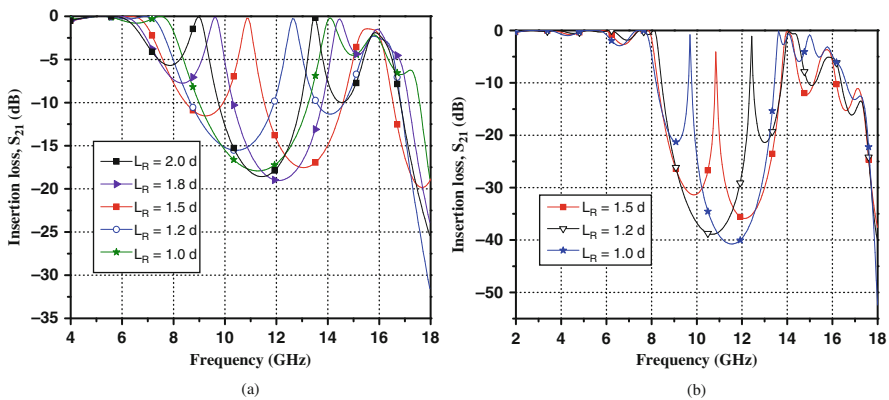 Insertion loss, S21 (dB)
0
−5
−10
−15
−20
−25
−30
−35
4
6
8
10
12
14
16
18
Frequency (GHz)
LR = 2.0 d
LR = 1.8 d
LR = 1.5 d
LR = 1.2 d
LR = 1.0 d
(a)
Insertion loss, S21 (dB)
0
−10
−20
−30
−40
−50
2
4
6
8
10
12
14
16
18
Frequency (GHz)
LR = 1.5 d
LR = 1.2 d
LR = 1.0 d
(b)